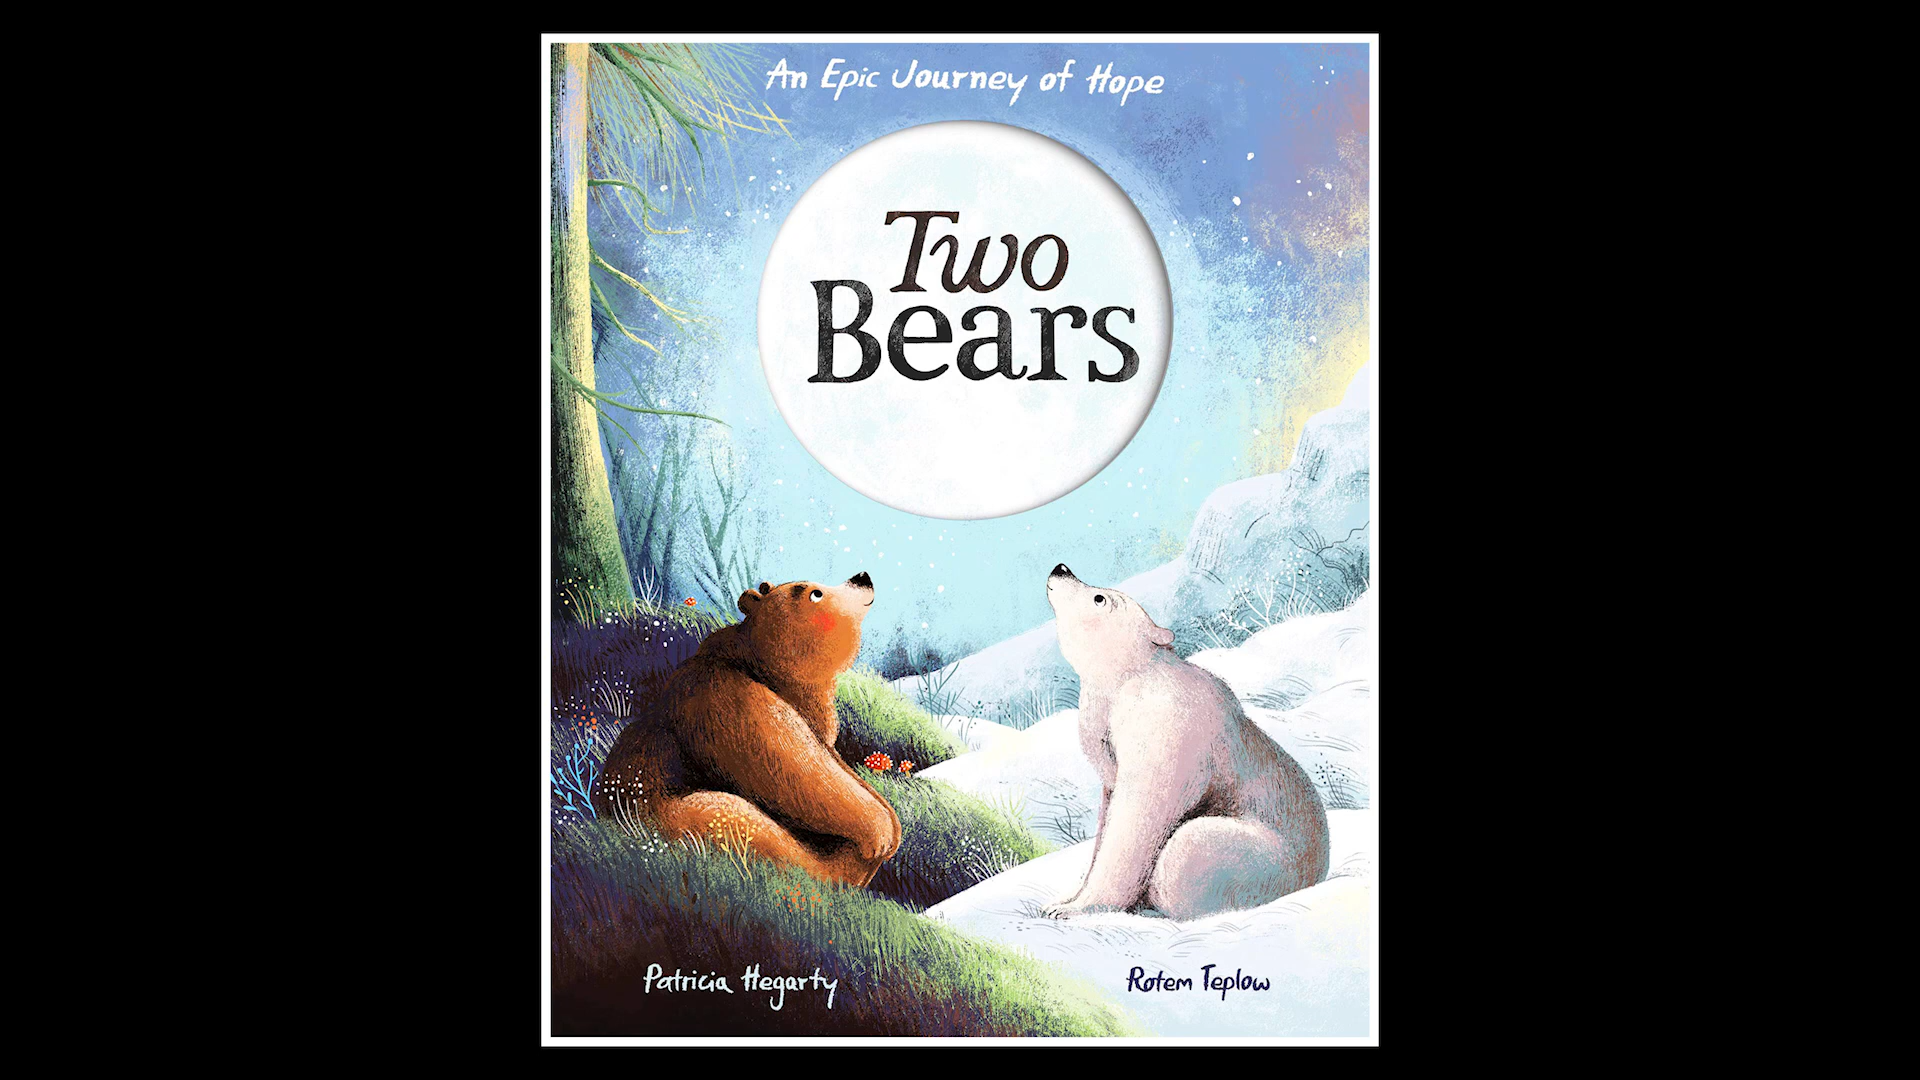 An Epic Journey of Hope
Two
Bears
Patricia Hegarty
Rotem Teplow